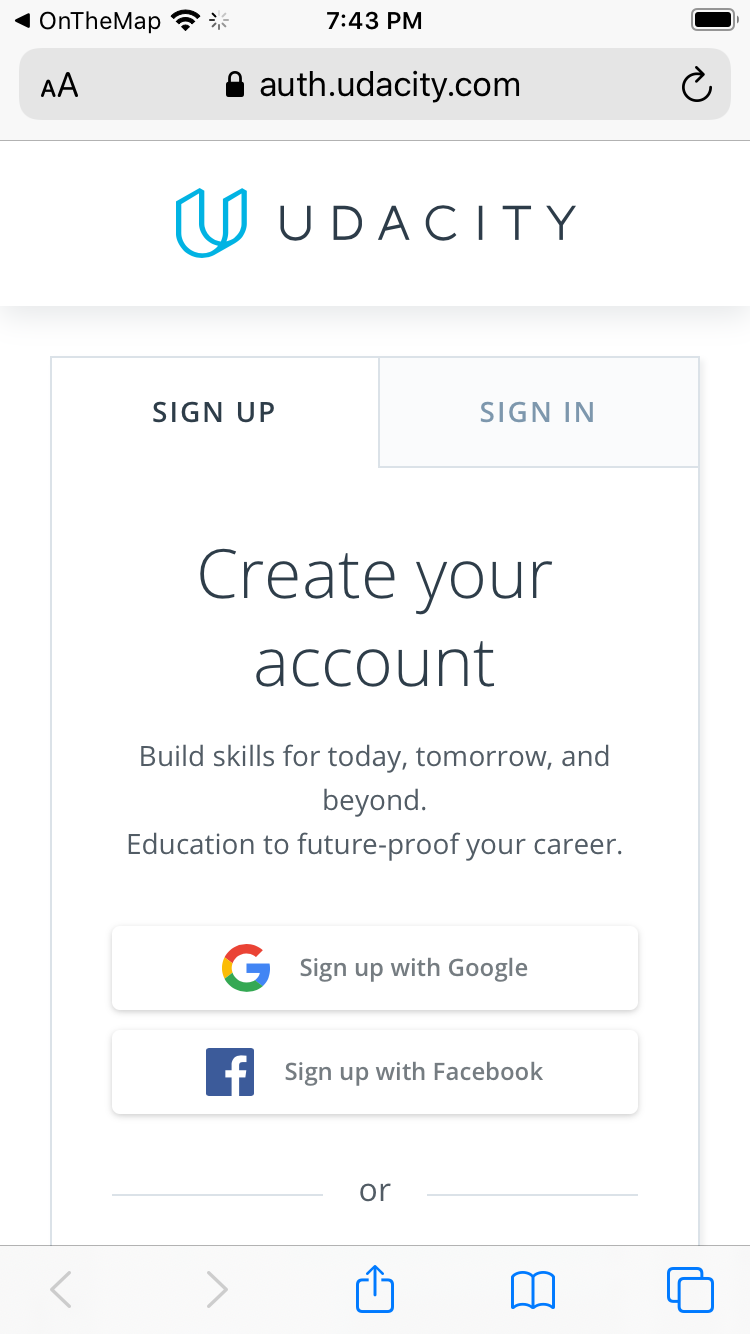 OnTheMap 7:43 PM
AA auth.udacity.com
UDACITY
SIGN UP SIGN IN
Create your
account
Build skills for today, tomorrow, and
beyond.
Education to future-proof your career.
Sign up with Google
Sign up with Facebook
or